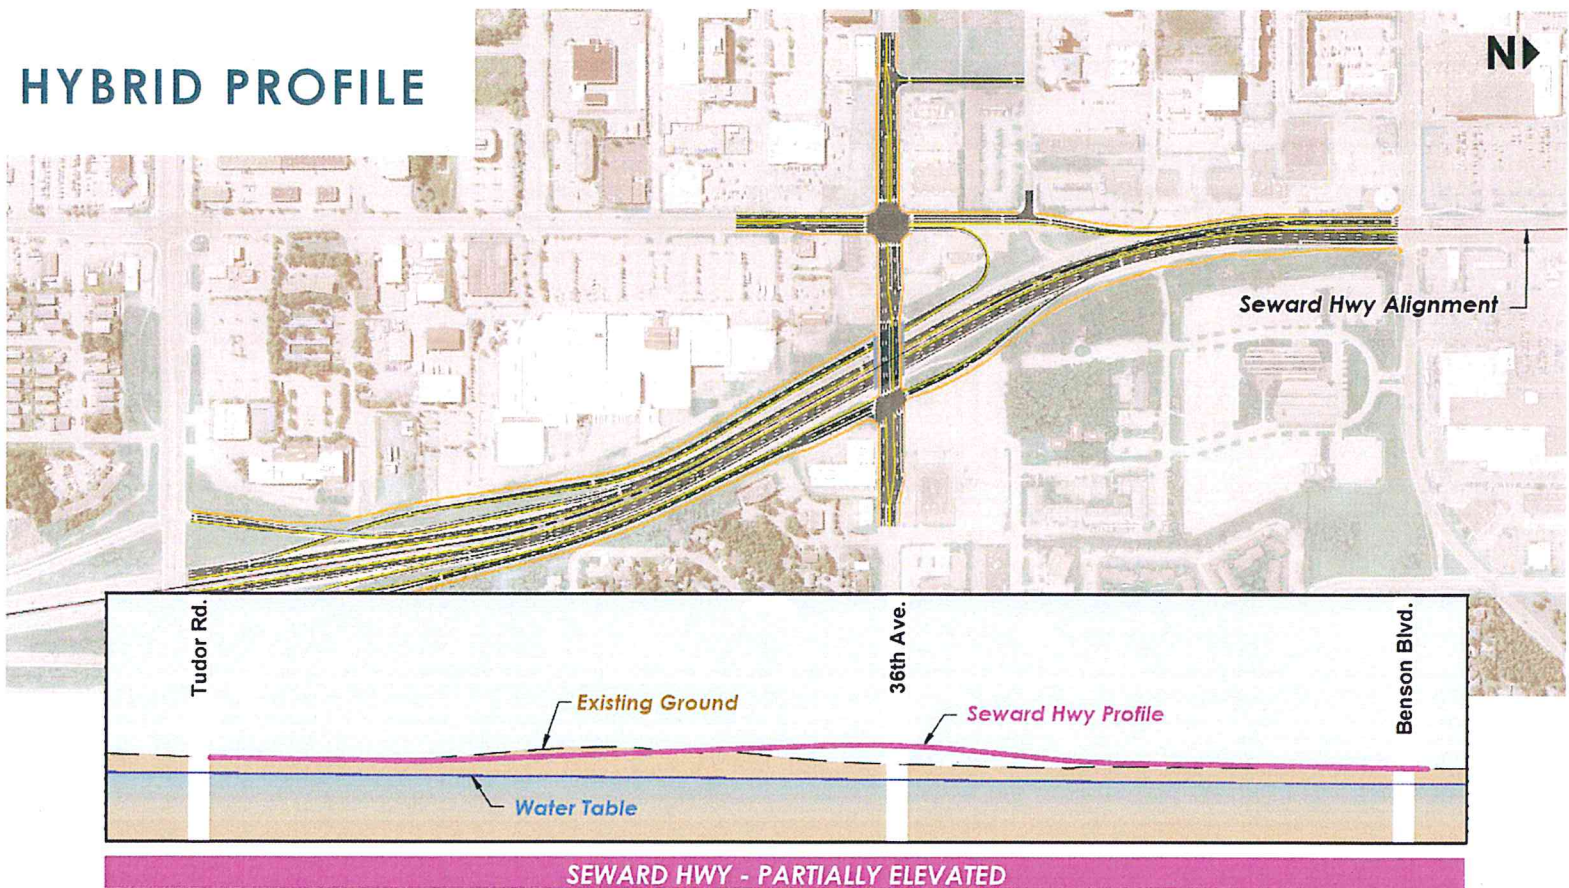 HYBRID PROFILE
N
Seward Hwy Alignment
Tudor Rd.
36th Ave.
Benson Blvd.
Existing Ground
Seward Hwy Profile
Water Table
SEWARD HWY - PARTIALLY ELEVATED